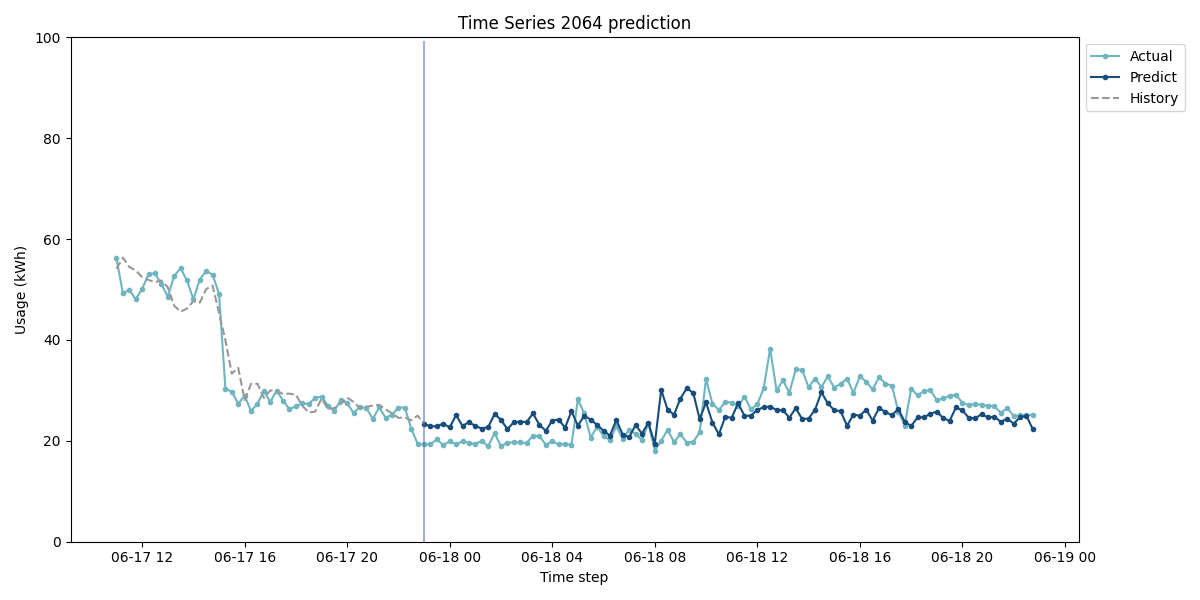 Time Series 2064 prediction
100
80
60
40
20
0
Usage (kWh)
06-17 12
06-17 16
06-17 20
06-18 00
06-18 04
06-18 08
06-18 12
06-18 16
06-18 20
06-19 00
Time step
Actual
Predict
History